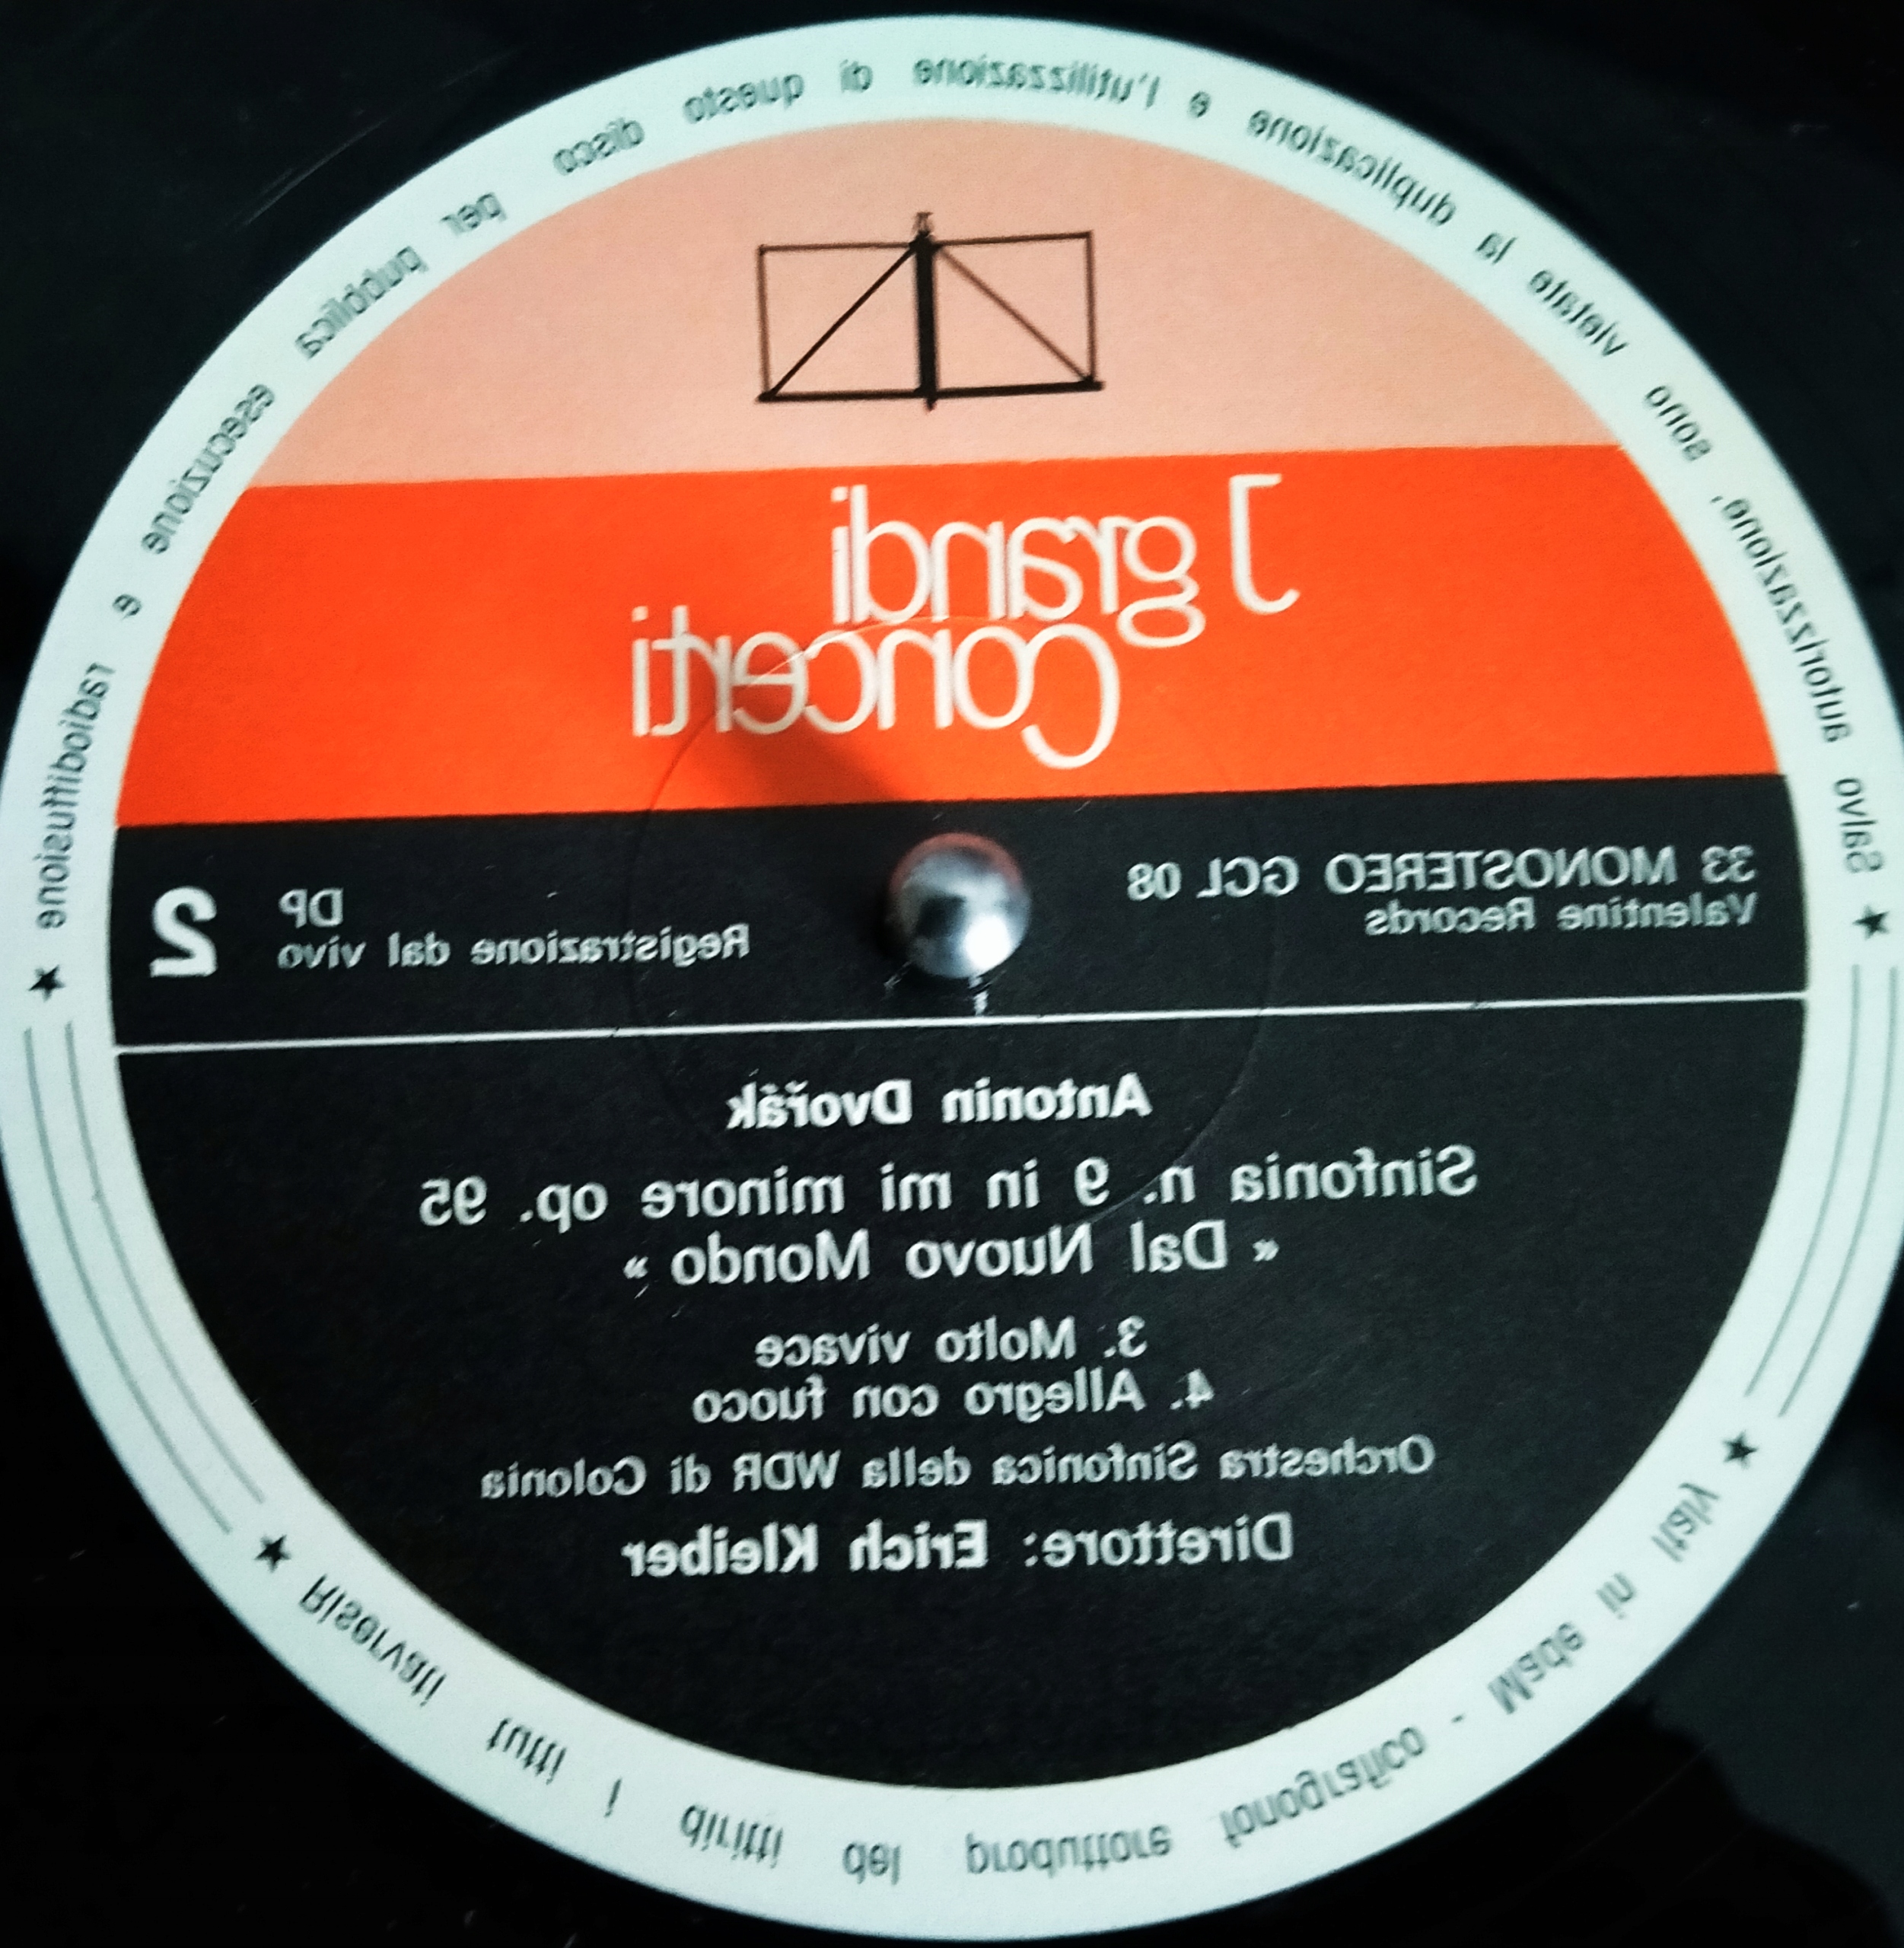 Salvo autorizzazione, sono vietate la duplicazione e l'utilizzazione di questo disco per pubblica esecuzione e radiodiffusione
I grandi
Concerti
33 MONOSTEREO GCL 08
Valentine Records
DP
Registrazione dal vivo
2
Antonin Dvořák
Sinfonia n. 9 in mi minore op. 95
« Dal Nuovo Mondo »
3. Molto vivace
4. Allegro con fuoco
Orchestra Sinfonica della WDR di Colonia
Direttore: Erich Kleiber
★ Riservati tutti i diritti del produttore fonografico - Made in Italy ★